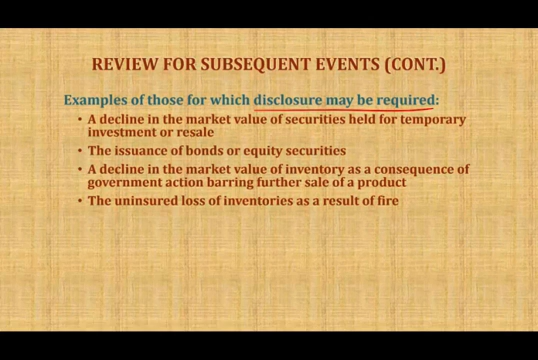 REVIEW FOR SUBSEQUENT EVENTS (CONT.)
Examples of those for which disclosure may be required:
• A decline in the market value of securities held for temporary
investment or resale
• The issuance of bonds or equity securities
• A decline in the market value of inventory as a consequence of
government action barring further sale of a product
• The uninsured loss of inventories as a result of fire